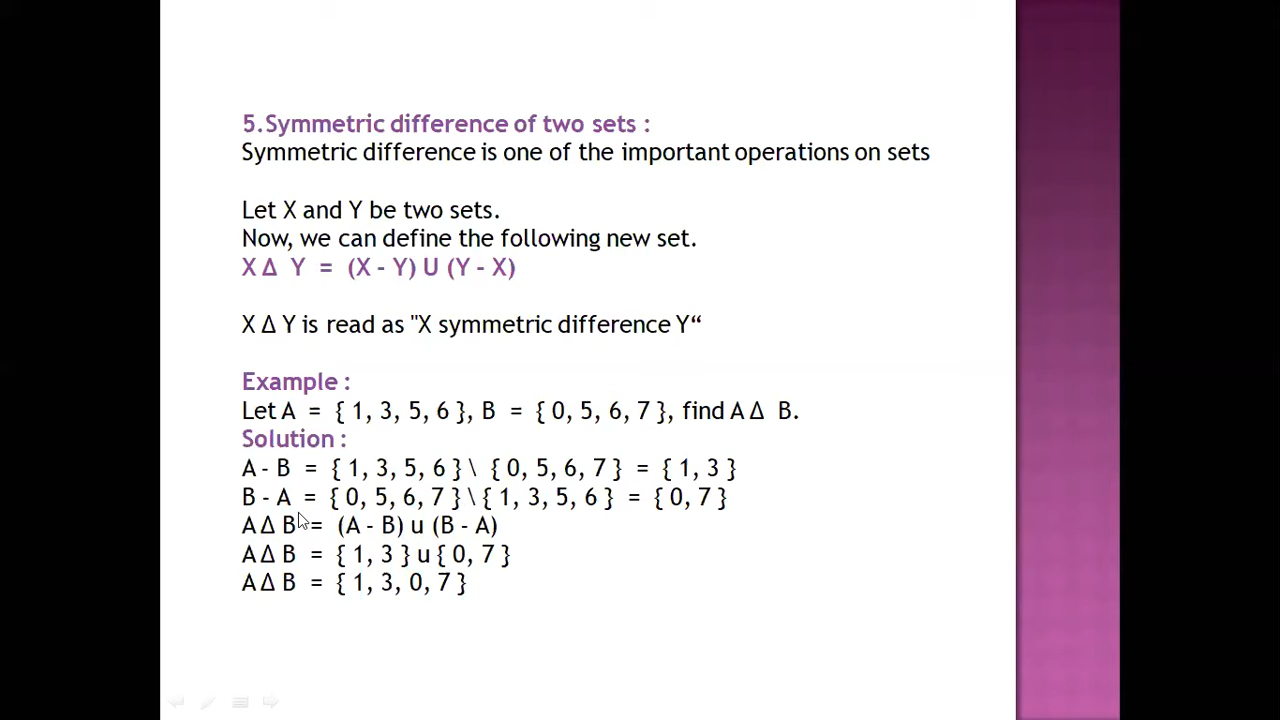 5.Symmetric difference of two sets :
Symmetric difference is one of the important operations on sets
Let X and Y be two sets.
Now, we can define the following new set.
X Δ Y = (X - Y) U (Y - X)
X Δ Y is read as "X symmetric difference Y“
Example :
Let A = { 1, 3, 5, 6 }, B = { 0, 5, 6, 7 }, find A Δ B.
Solution :
A - B = { 1, 3, 5, 6 } \ { 0, 5, 6, 7 } = { 1, 3 }
B - A = { 0, 5, 6, 7 } \ { 1, 3, 5, 6 } = { 0, 7 }
A Δ B = (A - B) u (B - A)
A Δ B = { 1, 3 } u { 0, 7 }
A Δ B = { 1, 3, 0, 7 }